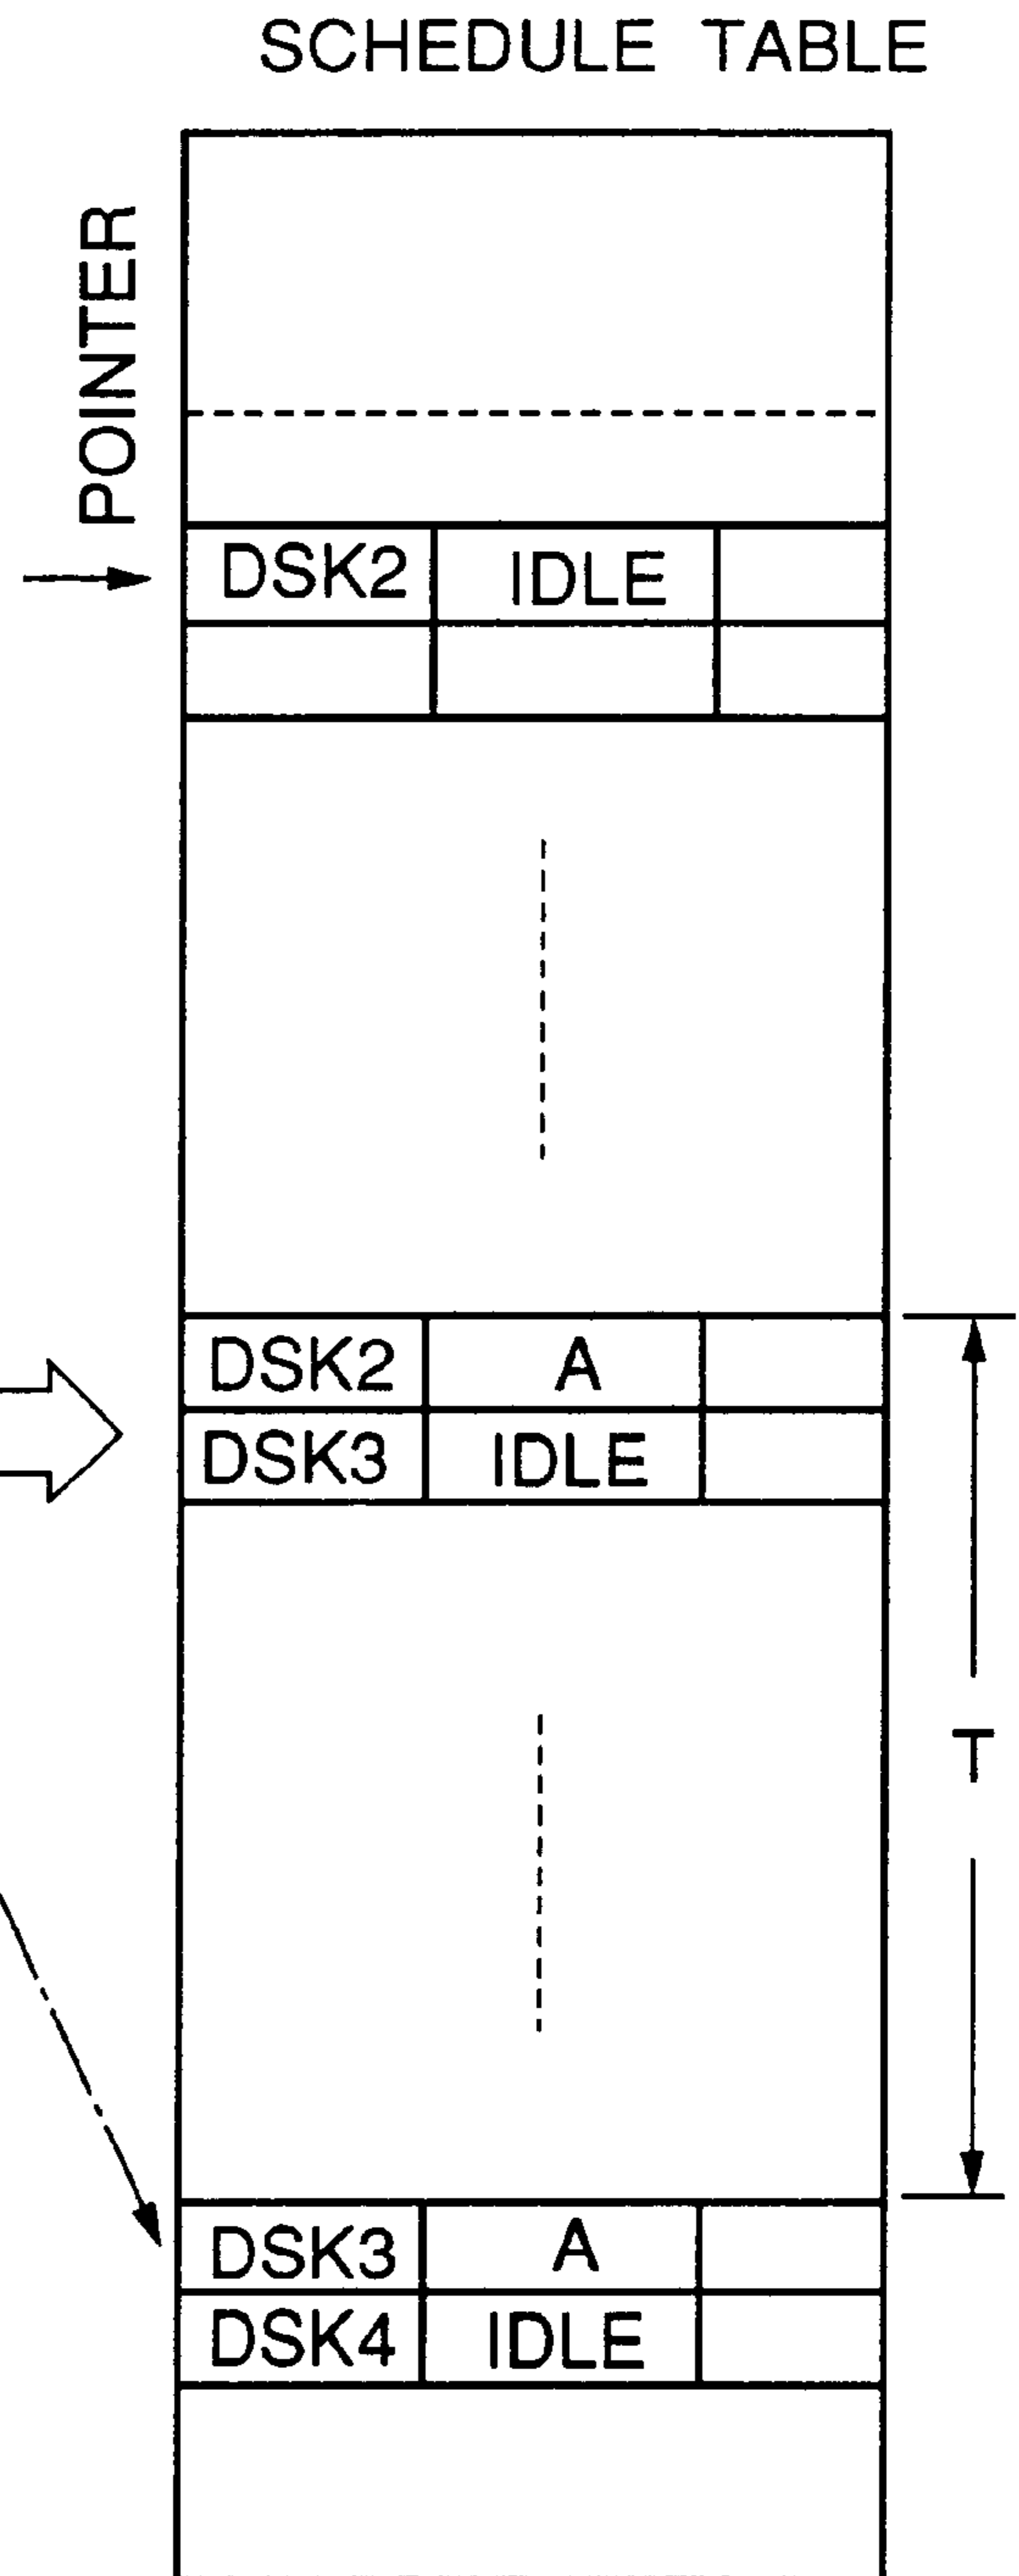 SCHEDULE TABLE
POINTER
DSK2 IDLE
DSK2 A
DSK3 IDLE
T
DSK3 A
DSK4 IDLE